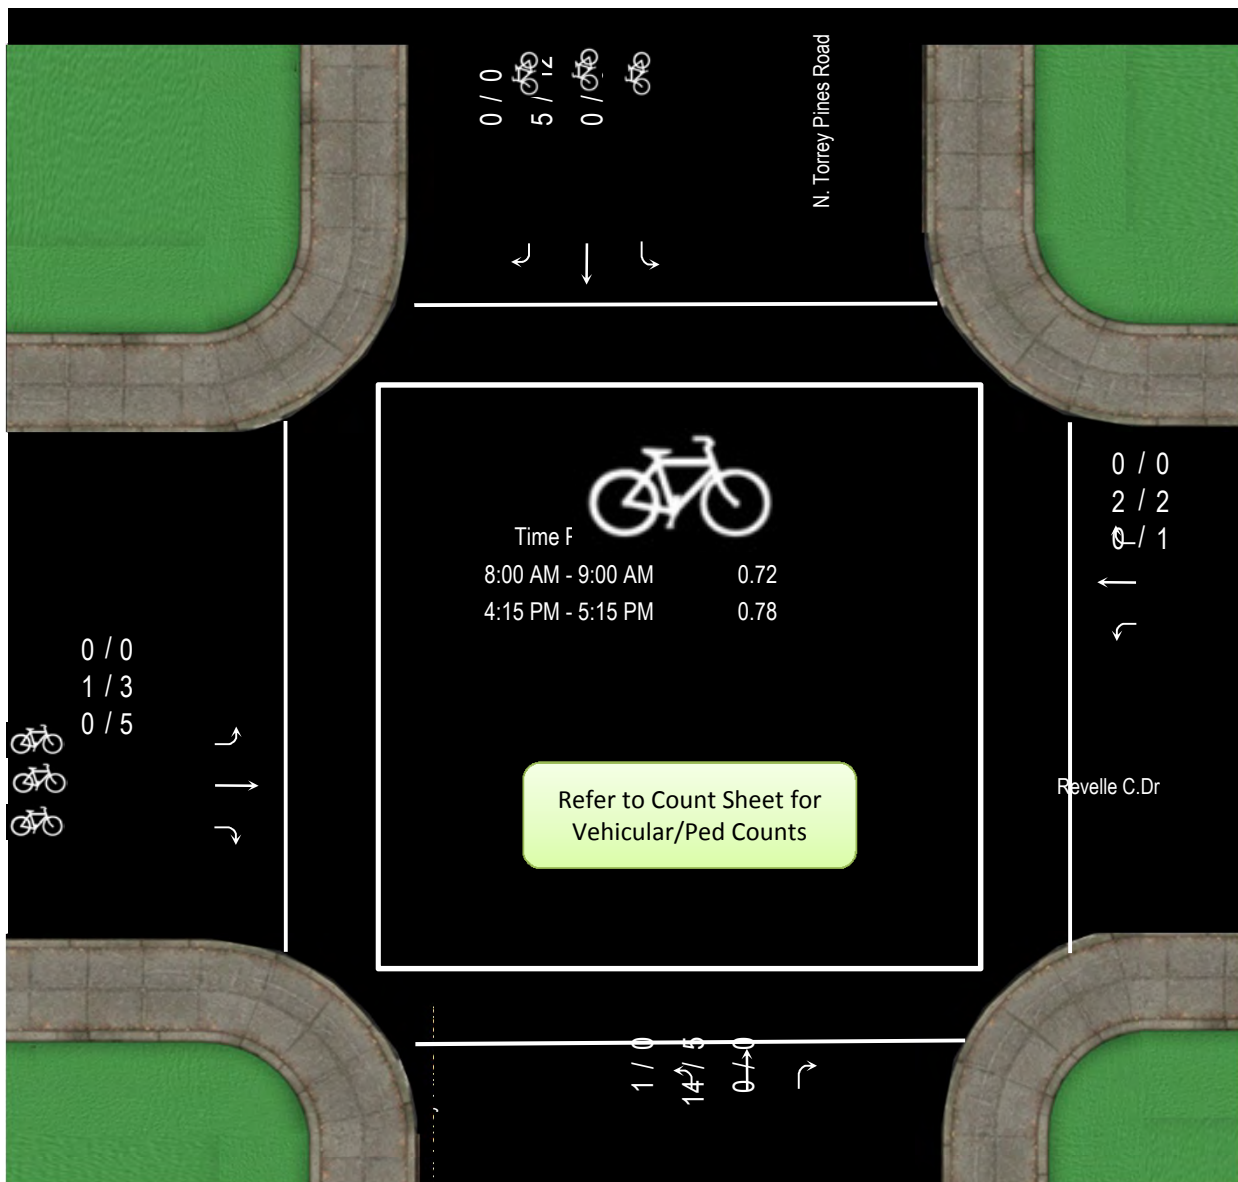 0 / 0
5 / 12
0 /
N. Torrey Pines Road
0 / 0
2 / 2
0 / 1
Time
8:00 AM - 9:00 AM 0.72
4:15 PM - 5:15 PM 0.78
0 / 0
1 / 3
0 / 5
Refer to Count Sheet for
Vehicular/Ped Counts
Revelle C.Dr
1 / 0
14 / 5
0 / 0